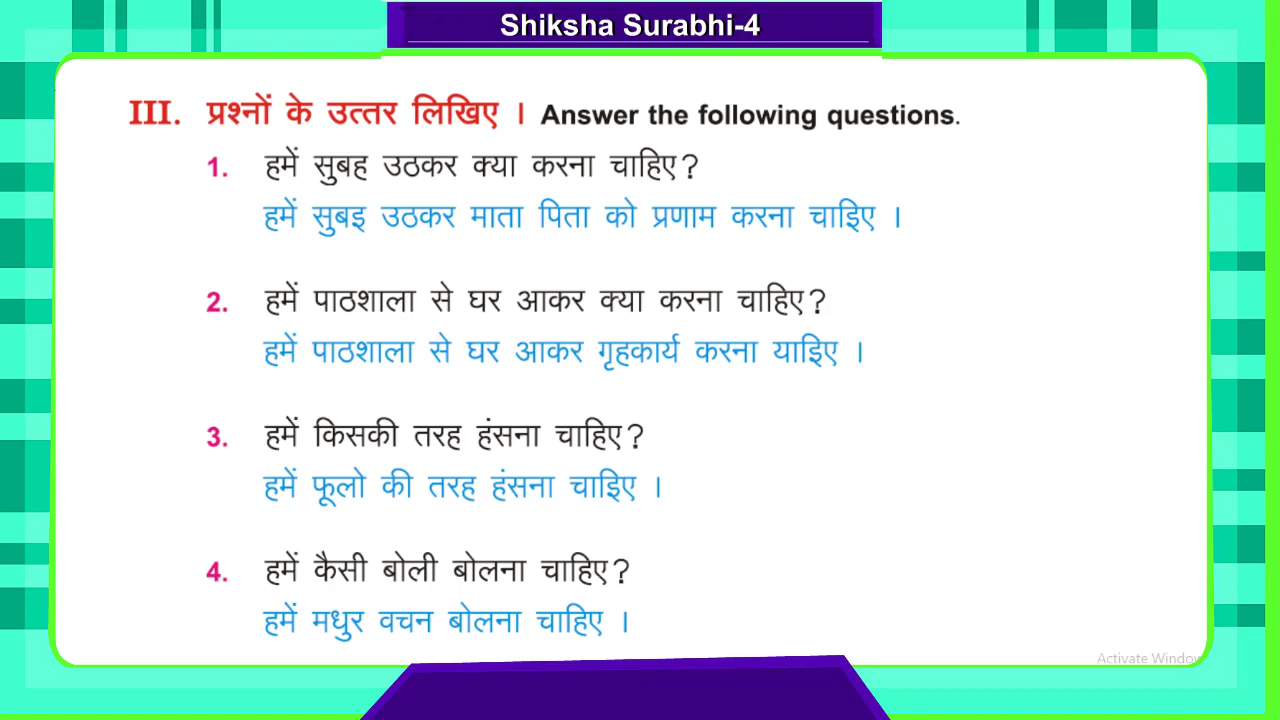 Shiksha Surabhi-4
III. प्रश्नों के उत्तर लिखिए । Answer the following questions.
1. हमें सुबह उठकर क्या करना चाहिए?
हमें सुबइ उठकर माता पिता को प्रणाम करना चाइिए ।
2. हमें पाठशाला से घर आकर क्या करना चाहिए?
हमें पाठशाला से घर आकर गृहकार्य करना याइिए ।
3. हमें किसकी तरह हंसना चाहिए?
हमें फूलो की तरह हंसना चाइिए ।
4. हमें कैसी बोली बोलना चाहिए?
हमें मधुर वचन बोलना चाहिए ।
Activate Windov